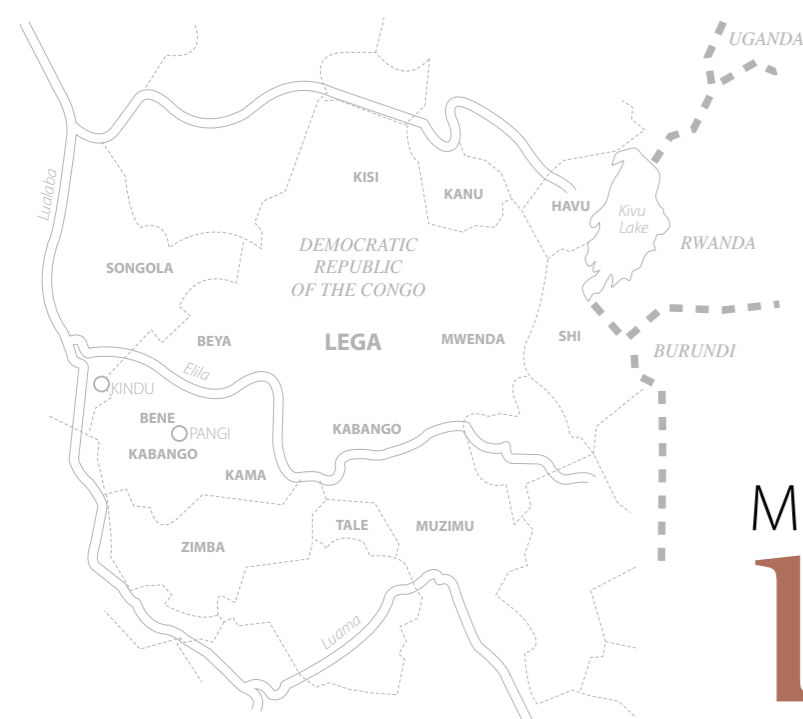 UGANDA
Lualaba
KISI
KANU
HAVU
Kivu
Lake
RWANDA
DEMOCRATIC
REPUBLIC
OF THE CONGO
SONGOLA
BEYA
LEGA
MWENDA
SHI
BURUNDI
Elila
KINDU
BENE
PANGI
KABANGO
KABANGO
KAMA
TALE
MUZIMU
ZIMBA
Luama
M